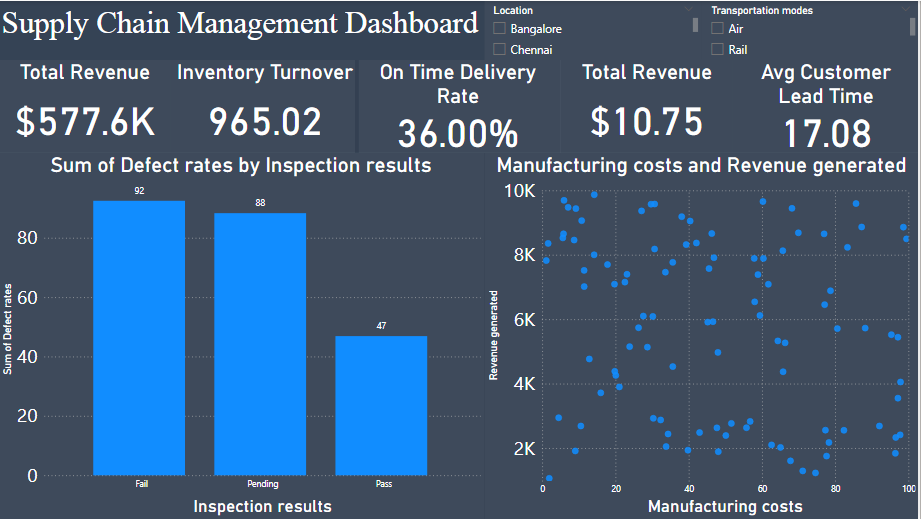 Supply Chain Management Dashboard
Location
Bangalore
Chennai
Transportation modes
Air
Rail
Total Revenue
$577.6K
Inventory Turnover
965.02
On Time Delivery
Rate
36.00%
Total Revenue
$10.75
Avg Customer
Lead Time
17.08
Sum of Defect rates by Inspection results
Sum of Defect rates
80
60
40
20
0
92
88
47
Fail
Pending
Pass
Inspection results
Manufacturing costs and Revenue generated
Revenue generated
10K
8K
6K
4K
2K
0
20
40
60
80
100
Manufacturing costs